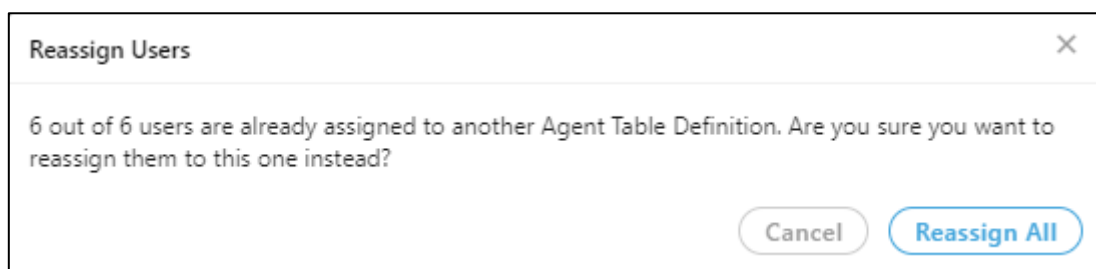 Reassign Users
6 out of 6 users are already assigned to another Agent Table Definition. Are you sure you want to
reassign them to this one instead?
Cancel
Reassign All